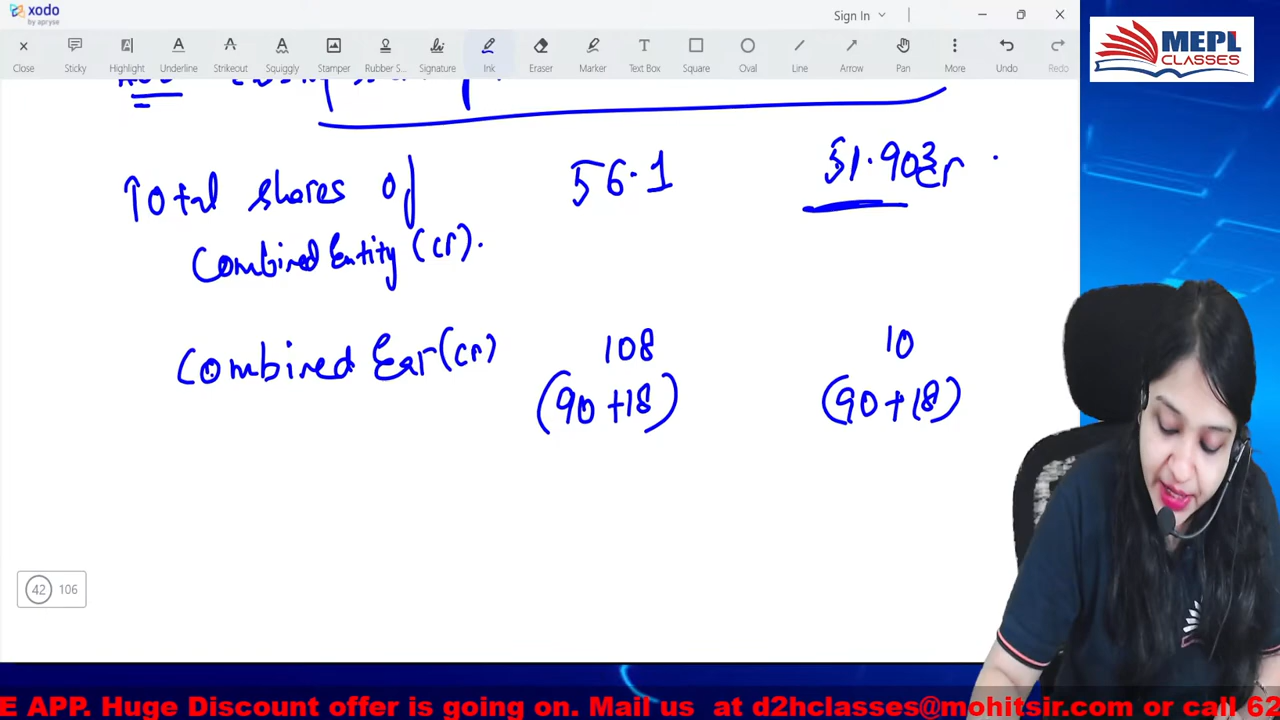 xodo
by apryse
Sign In
MEPL
CLASSES
Close
Sticky
Highlight
Underline
Strikeout
Squiggly
Stamper
Rubber S...
Signature
Ink
Eraser
Marker
Text Box
Square
Oval
Line
Arrow
Pan
More
Undo
Redo
Total shares of 56.1 51.903
Combined Entity (cr).
Combined Ear (cr) 108 10
(90+18) (90+18)
42 106
E APP. Huge Discount offer is going on. Mail us at d2hclasses@mohitsir.com or call 62